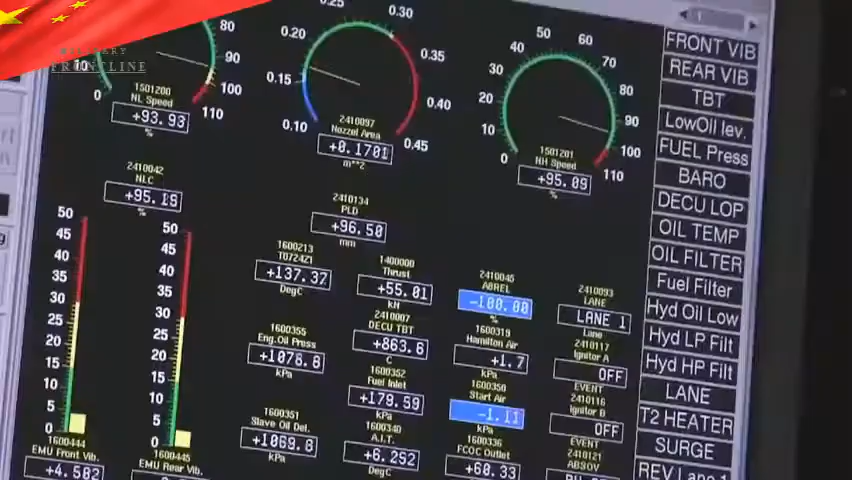 MILITARY
FRONTLINE
10
0
80
90
100
110
1501200
NL Speed
+93.93
%
0.10
0.15
0.20
0.25
0.30
0.35
0.40
0.45
2410097
Nozzel Area
+0.1701
m**2
0
10
20
30
40
50
60
70
80
90
100
110
1501201
NH Speed
+95.09
%
2410042
NLC
+95.19
%
2410134
PLD
+96.50
mm
50
45
40
35
30
25
20
15
10
5
0
1600444
EMU Front Vib.
+4.582
50
45
40
35
30
25
20
15
10
5
0
1600445
EMU Rear Vib.
1600213
T0724Z1
+137.37
DegC
1600355
Eng.Oil Press
+1078.8
kPa
1600351
Slave Oil Del.
+1069.8
kPa
1400000
Thrust
+55.01
kN
2410007
DECU TBT
+863.6
C
1600352
Fuel Inlet
+179.59
kPa
1600340
A.I.T.
+6.292
DegC
2410045
ABREL
-100.00
%
1600319
Hamilton Air
+1.7
kPa
1600350
Start Air
-1.11
kPa
1600336
FCOC Outlet
+60.33
2410093
LANE
LANE 1
Lane
2410117
Ignitor A
OFF
EVENT
2410116
Ignitor B
OFF
EVENT
2410121
ABSOV
1
FRONT VIB
REAR VIB
TBT
LowOil lev.
FUEL Press
BARO
DECU LOP
OIL TEMP
OIL FILTER
Fuel Filter
Hyd Oil Low
Hyd LP Filt
Hyd HP Filt
LANE
T2 HEATER
SURGE
REV Lane 1